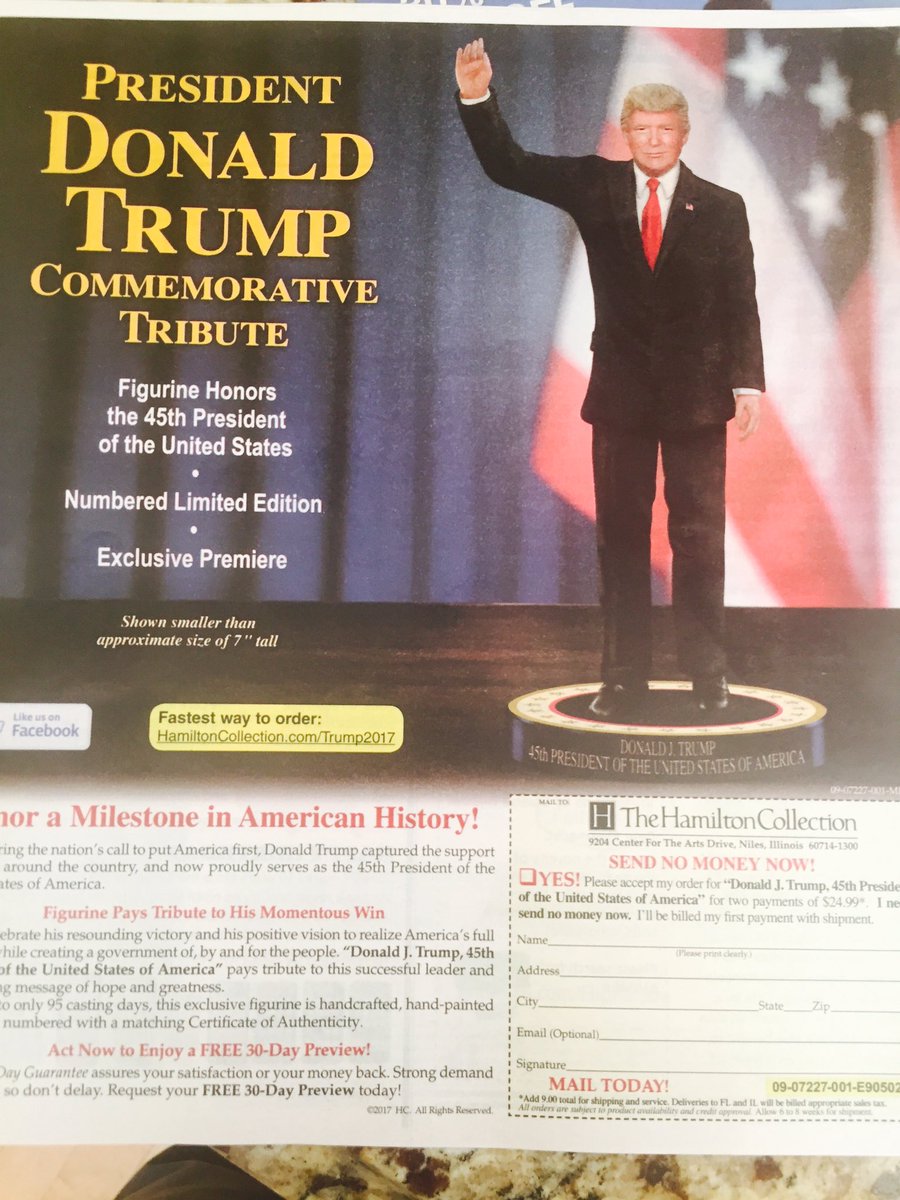 PRESIDENT
DONALD
TRUMP
COMMEMORATIVE
TRIBUTE
Figurine Honors
the 45th President
of the United States
•
Numbered Limited Edition
•
Exclusive Premiere
Shown smaller than
approximate size of 7" tall
Like us on
Facebook
Fastest way to order:
HamiltonCollection.com/Trump2017
DONALD J. TRUMP
45th PRESIDENT OF THE UNITED STATES OF AMERICA
09-07227-001-M
nor a Milestone in American History!
ring the nation's call to put America first, Donald Trump captured the support
around the country, and now proudly serves as the 45th President of the
ates of America.
Figurine Pays Tribute to His Momentous Win
ebrate his resounding victory and his positive vision to realize America's full
while creating a government of, by and for the people. "Donald J. Trump, 45th
of the United States of America" pays tribute to this successful leader and
ng message of hope and greatness.
to only 95 casting days, this exclusive figurine is handcrafted, hand-painted
numbered with a matching Certificate of Authenticity.
Act Now to Enjoy a FREE 30-Day Preview!
Day Guarantee assures your satisfaction or your money back. Strong demand
so don't delay. Request your FREE 30-Day Preview today!
©2017 HC. All Rights Reserved.
MAIL TO:
H The Hamilton Collection
9204 Center For The Arts Drive, Niles, Illinois 60714-1300
SEND NO MONEY NOW!
YES! Please accept my order for "Donald J. Trump, 45th Preside
of the United States of America" for two payments of $24.99*. I ne
send no money now. I'll be billed my first payment with shipment.
Name
(Please print clearly.)
Address
City State Zip
Email (Optional)
Signature
MAIL TODAY! 09-07227-001-E90502
*Add 9.00 total for shipping and service. Deliveries to FL and IL will be billed appropriate sales tax.
All orders are subject to product availability and credit approval. Allow 6 to 8 weeks for shipment.